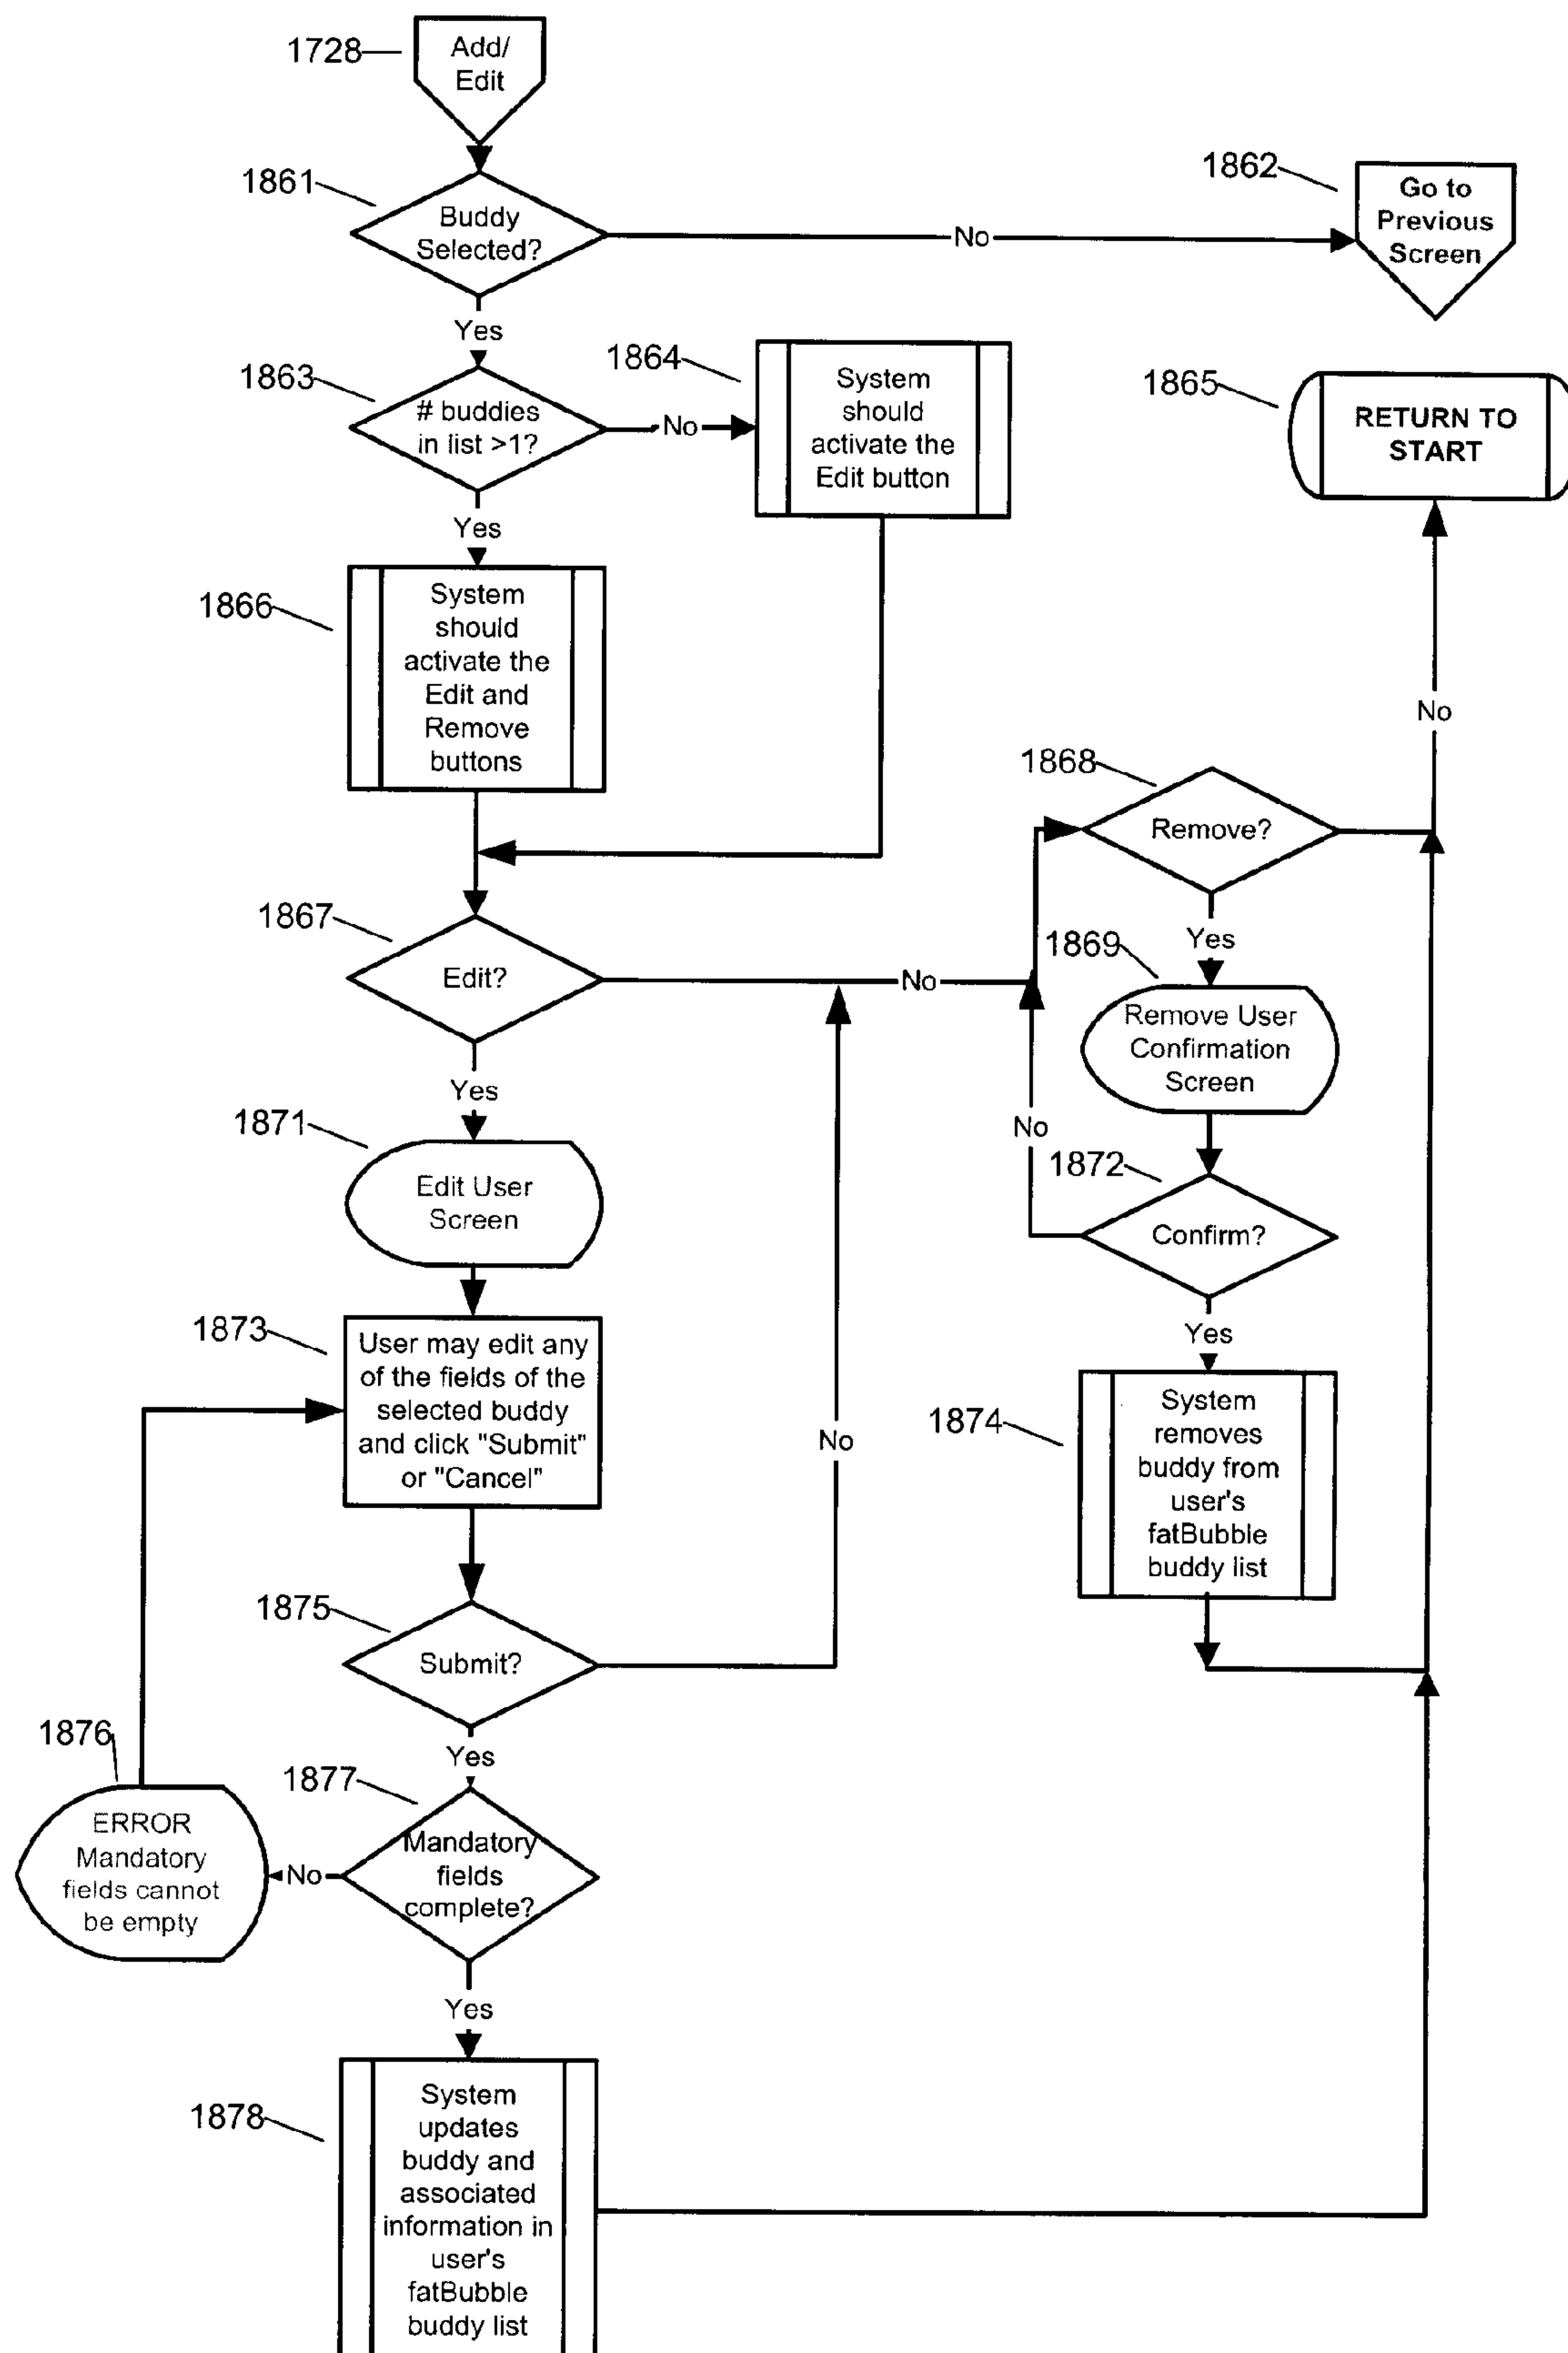 1728
Add/
Edit
1861
Buddy
Selected?
No
1862
Go to
Previous
Screen
Yes
1863
# buddies
in list >1?
No
1864
System
should
activate the
Edit button
1865
RETURN TO
START
Yes
1866
System
should
activate the
Edit and
Remove
buttons
No
1868
Remove?
1867
Edit?
No
Yes
1869
Remove User
Confirmation
Screen
Yes
1871
Edit User
Screen
No
1872
Confirm?
Yes
1873
User may edit any
of the fields of the
selected buddy
and click "Submit"
or "Cancel"
No
1874
System
removes
buddy from
user's
fatBubble
buddy list
1875
Submit?
Yes
1876
ERROR
Mandatory
fields cannot
be empty
No
1877
Mandatory
fields
complete?
Yes
1878
System
updates
buddy and
associated
information in
user's
fatBubble
buddy list